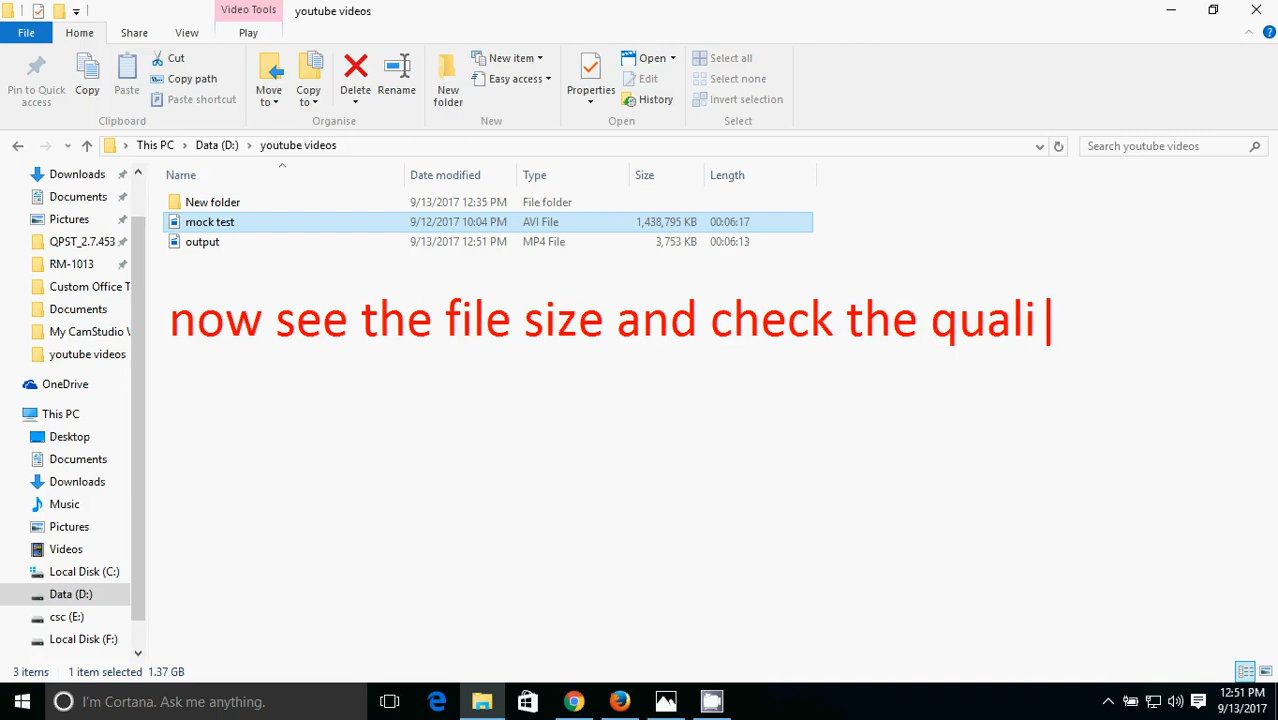 Video Tools
youtube videos
File
Home
Share
View
Play
Pin to Quick access
Copy
Paste
Cut
Copy path
Paste shortcut
Clipboard
Move to
Copy to
Delete
Rename
Organise
New folder
New item
Easy access
New
Properties
Open
Edit
History
Open
Select all
Select none
Invert selection
Select
This PC
Data (D:)
youtube videos
Search youtube videos
Name
Date modified
Type
Size
Length
New folder 9/13/2017 12:35 PM File folder
mock test 9/12/2017 10:04 PM AVI File 1,438,795 KB 00:06:17
output 9/13/2017 12:51 PM MP4 File 3,753 KB 00:06:13
now see the file size and check the quali
Downloads
Documents
Pictures
QPST_2.7.453
RM-1013
Custom Office T
Documents
My CamStudio V
youtube videos
OneDrive
This PC
Desktop
Documents
Downloads
Music
Pictures
Videos
Local Disk (C:)
Data (D:)
csc (E:)
Local Disk (F:)
3 items 1 item selected 1.37 GB
I'm Cortana. Ask me anything.
12:51 PM
9/13/2017